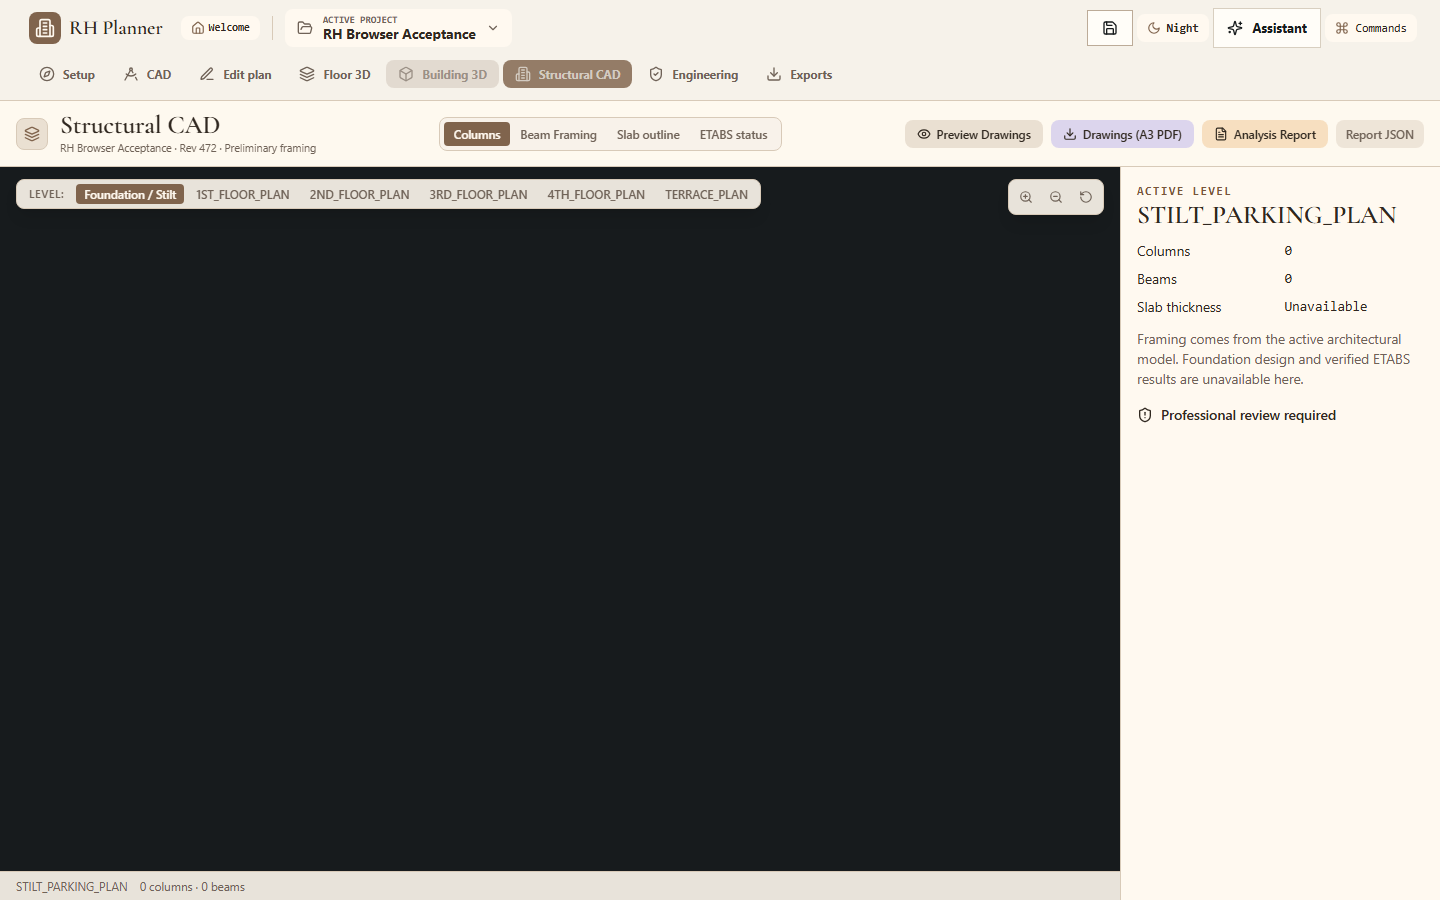 RH Planner
Welcome
ACTIVE PROJECT
RH Browser Acceptance
Night
Assistant
Commands
Setup
CAD
Edit plan
Floor 3D
Building 3D
Structural CAD
Engineering
Exports
Structural CAD
RH Browser Acceptance · Rev 472 · Preliminary framing
Columns
Beam Framing
Slab outline
ETABS status
Preview Drawings
Drawings (A3 PDF)
Analysis Report
Report JSON
LEVEL:
Foundation / Stilt
1ST_FLOOR_PLAN
2ND_FLOOR_PLAN
3RD_FLOOR_PLAN
4TH_FLOOR_PLAN
TERRACE_PLAN
ACTIVE LEVEL
STILT_PARKING_PLAN
Columns 0
Beams 0
Slab thickness Unavailable
Framing comes from the active architectural
model. Foundation design and verified ETABS
results are unavailable here.
Professional review required
STILT_PARKING_PLAN 0 columns · 0 beams